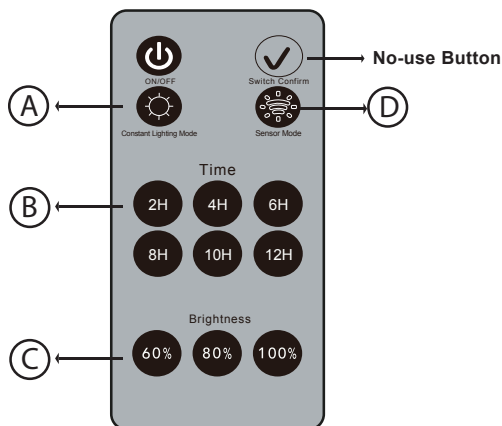 No-use Button
ON/OFF
Switch Confirm
A
D
Constant Lighting Mode
Sensor Mode
Time
B
2H 4H 6H
8H 10H 12H
Brightness
C
60% 80% 100%